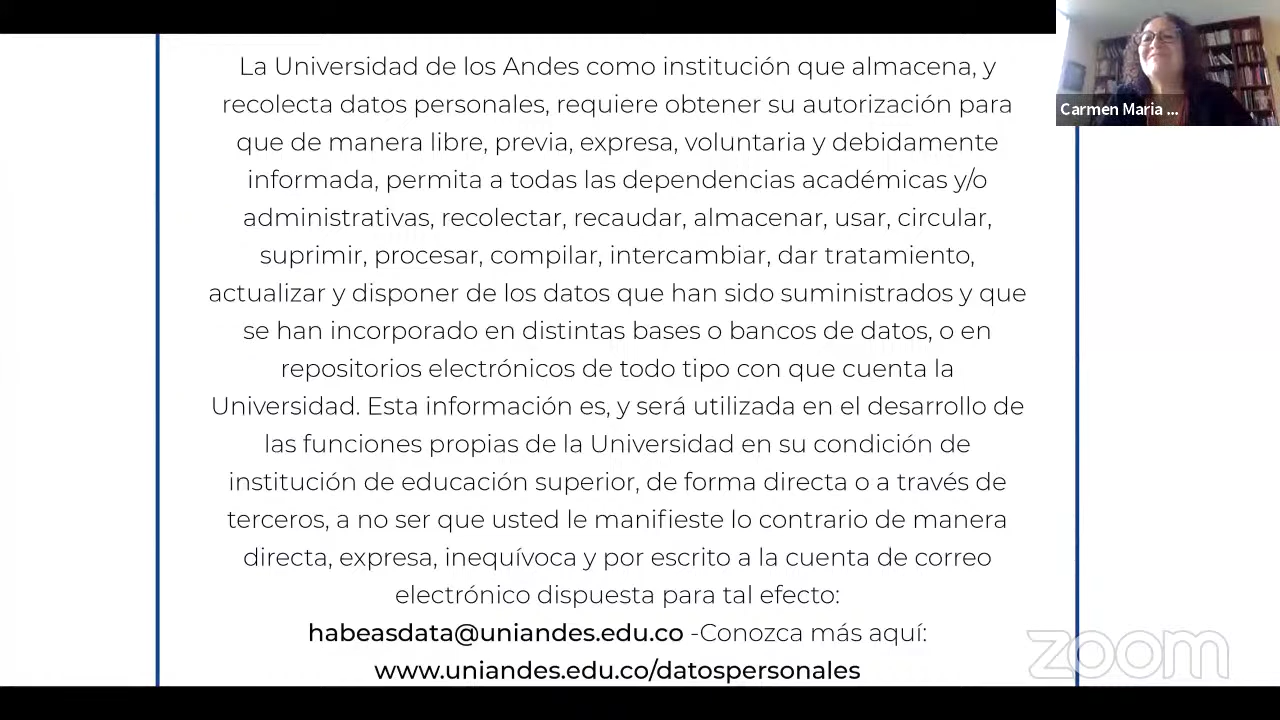 La Universidad de los Andes como institución que almacena, y
recolecta datos personales, requiere obtener su autorización para
que de manera libre, previa, expresa, voluntaria y debidamente
informada, permita a todas las dependencias académicas y/o
administrativas, recolectar, recaudar, almacenar, usar, circular,
suprimir, procesar, compilar, intercambiar, dar tratamiento,
actualizar y disponer de los datos que han sido suministrados y que
se han incorporado en distintas bases o bancos de datos, o en
repositorios electrónicos de todo tipo con que cuenta la
Universidad. Esta información es, y será utilizada en el desarrollo de
las funciones propias de la Universidad en su condición de
institución de educación superior, de forma directa o a través de
terceros, a no ser que usted le manifieste lo contrario de manera
directa, expresa, inequívoca y por escrito a la cuenta de correo
electrónico dispuesta para tal efecto:
habeasdata@uniandes.edu.co -Conozca más aquí:
www.uniandes.edu.co/datospersonales
Carmen Maria ...
zoom